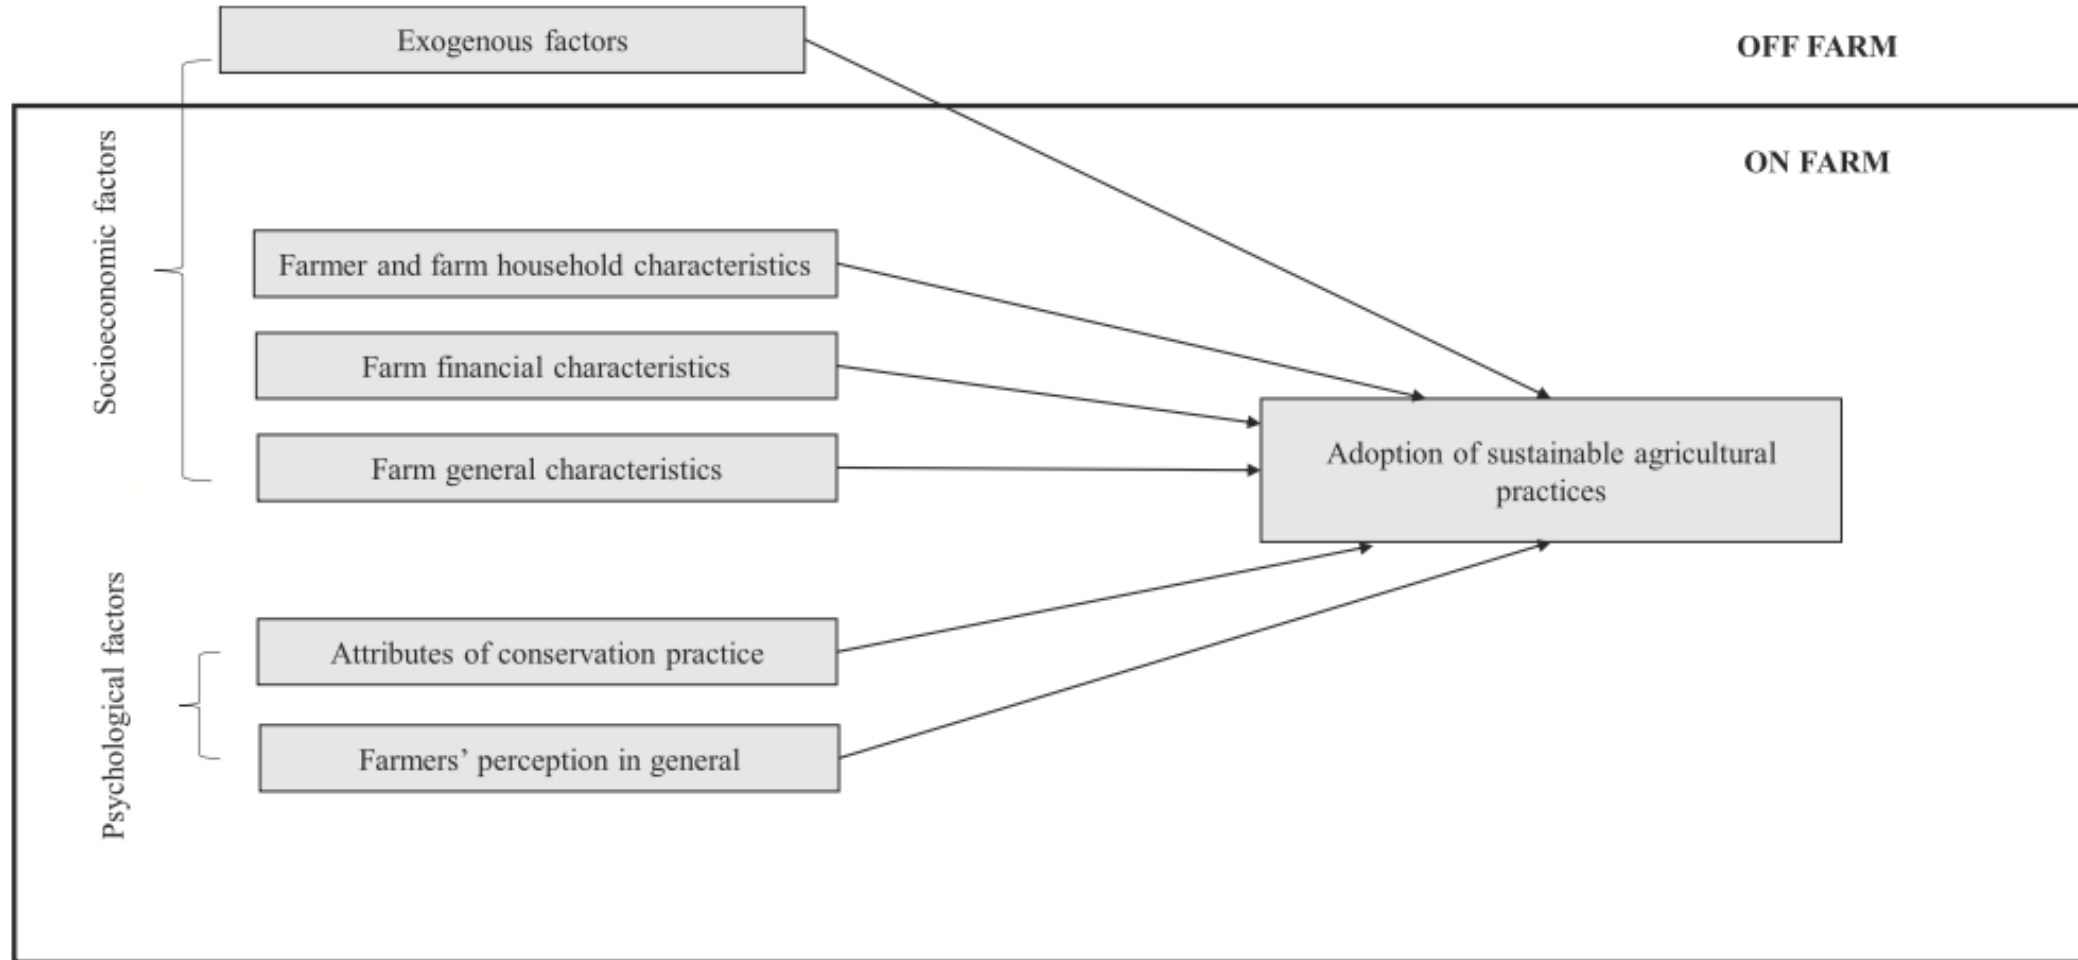 Exogenous factors
OFF FARM
ON FARM
Socioeconomic factors
Farmer and farm household characteristics
Farm financial characteristics
Farm general characteristics
Adoption of sustainable agricultural
practices
Psychological factors
Attributes of conservation practice
Farmers’ perception in general